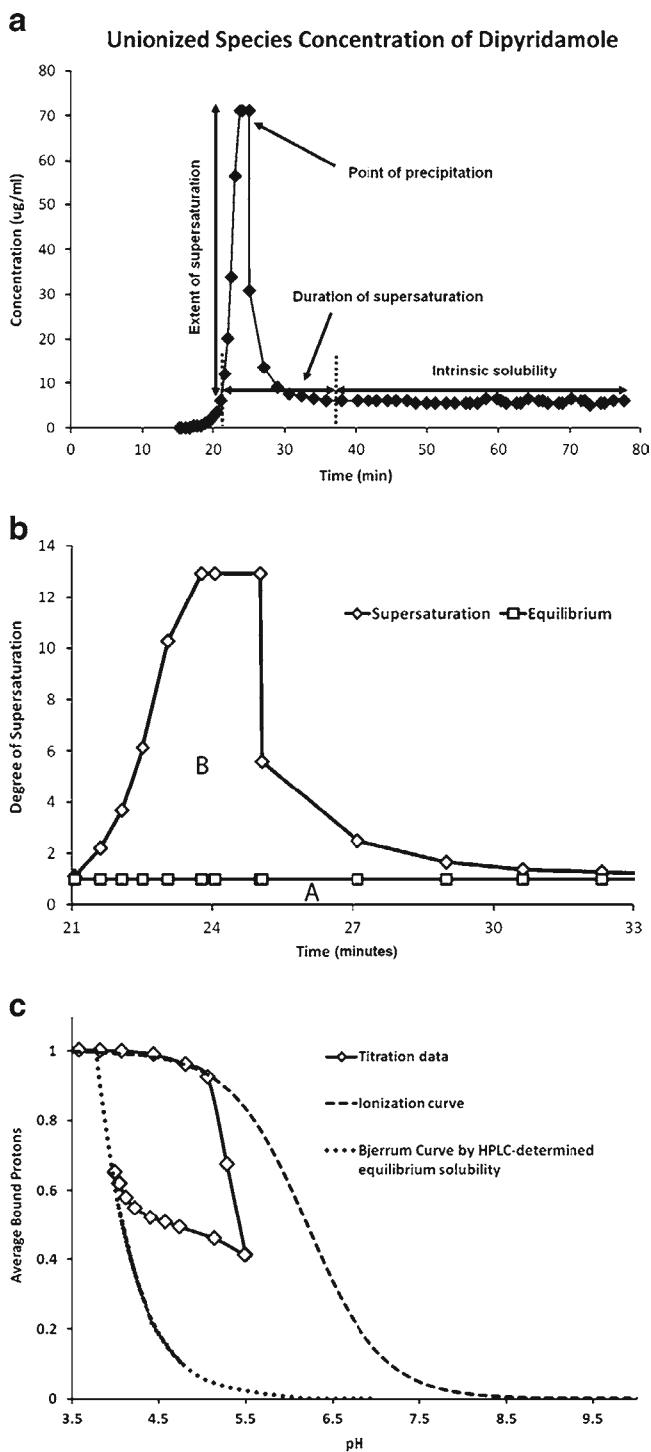 a
Unionized Species Concentration of Dipyridamole
80
70
60
50
40
30
20
10
0
Concentration (ug/ml)
Extent of supersaturation
Point of precipitation
Duration of supersaturation
Intrinsic solubility
0 10 20 30 40 50 60 70 80
Time (min)
b
14
12
10
8
6
4
2
0
Degree of Supersaturation
Supersaturation Equilibrium
B
A
21 24 27 30 33
Time (minutes)
c
1
0.8
0.6
0.4
0.2
0
Average Bound Protons
Titration data
Ionization curve
Bjerrum Curve by HPLC-determined
equilibrium solubility
3.5 4.5 5.5 6.5 7.5 8.5 9.5
pH